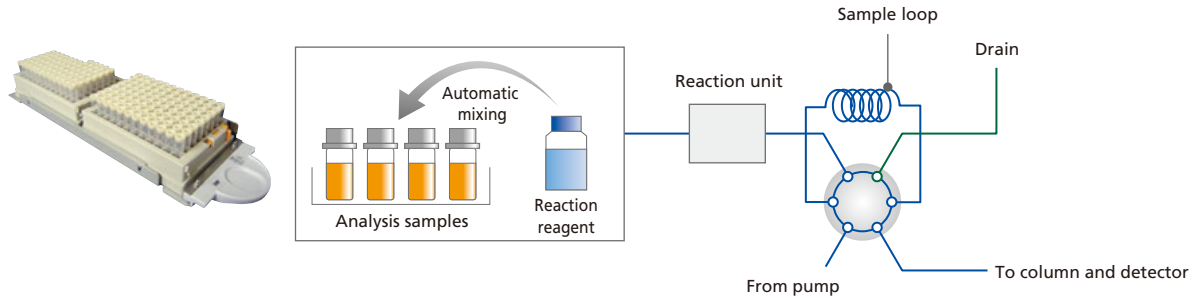 Sample loop
Drain
Reaction unit
Automatic
mixing
Analysis samples
Reaction
reagent
From pump
To column and detector